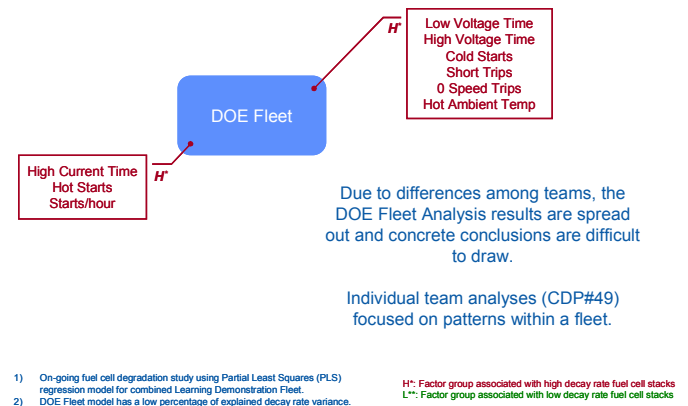 H*
Low Voltage Time
High Voltage Time
Cold Starts
Short Trips
0 Speed Trips
Hot Ambient Temp
DOE Fleet
High Current Time
Hot Starts
Starts/hour
H*
Due to differences among teams, the
DOE Fleet Analysis results are spread
out and concrete conclusions are difficult
to draw.
Individual team analyses (CDP#49)
focused on patterns within a fleet.
1) On-going fuel cell degradation study using Partial Least Squares (PLS)
regression model for combined Learning Demonstration Fleet.
2) DOE Fleet model has a low percentage of explained decay rate variance.
H*: Factor group associated with high decay rate fuel cell stacks
L**: Factor group associated with low decay rate fuel cell stacks